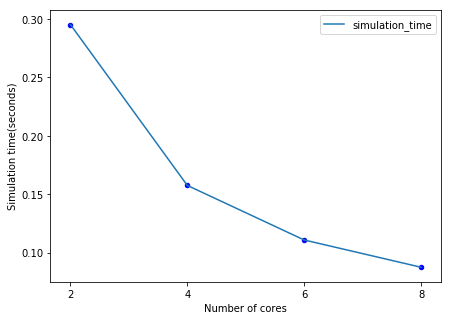 simulation_time
0.30
0.25
0.20
0.15
0.10
Simulation time(seconds)
2 4 6 8
Number of cores